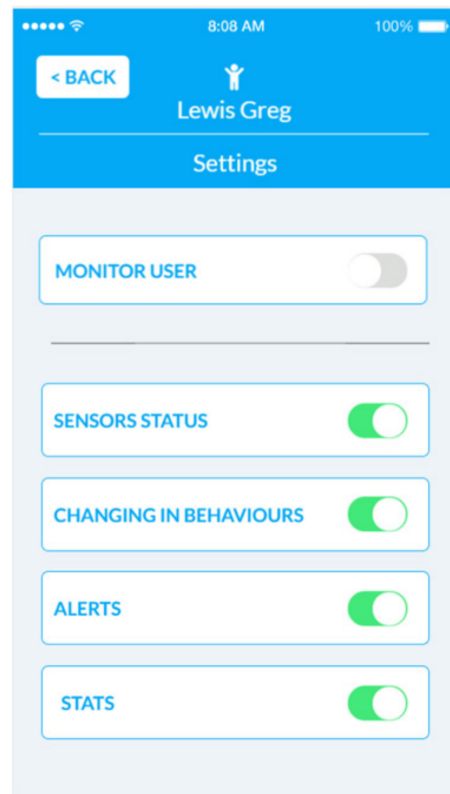 8:08 AM 100%
< BACK
Lewis Greg
Settings
MONITOR USER
SENSORS STATUS
CHANGING IN BEHAVIOURS
ALERTS
STATS